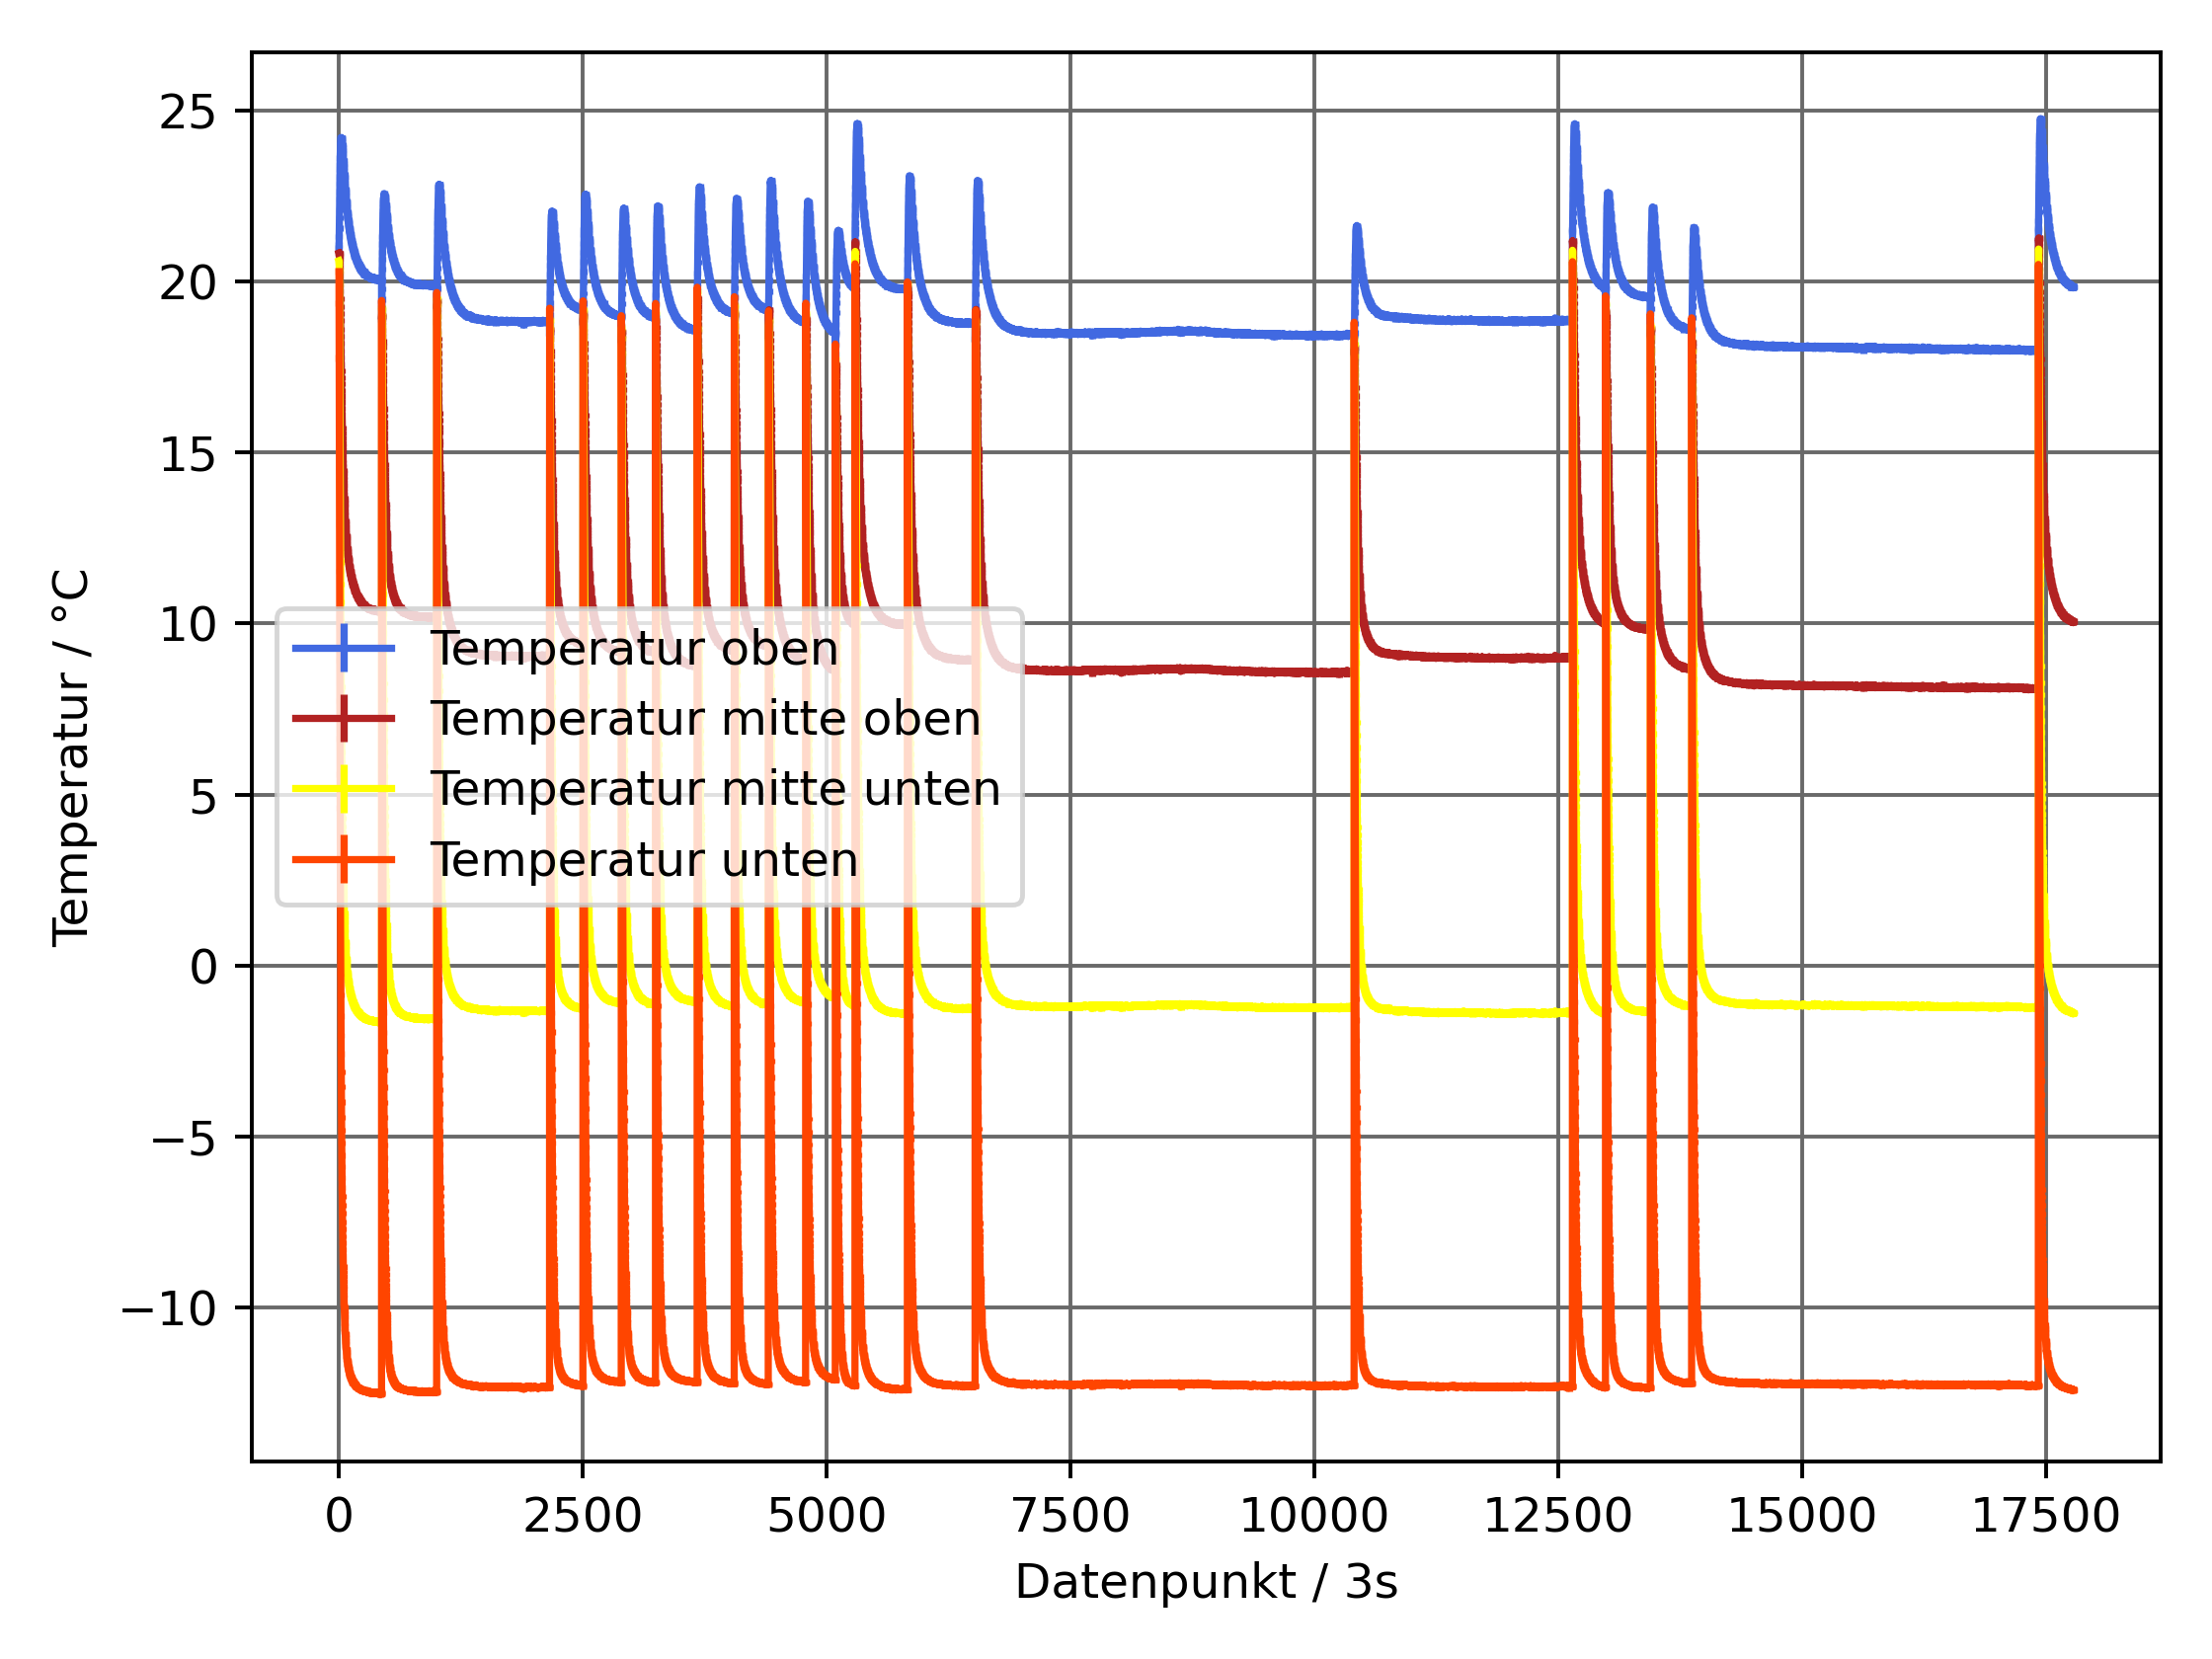 25
20
15
10
5
0
−5
−10
Temperatur / °C
Temperatur oben
Temperatur mitte oben
Temperatur mitte unten
Temperatur unten
0 2500 5000 7500 10000 12500 15000 17500
Datenpunkt / 3s